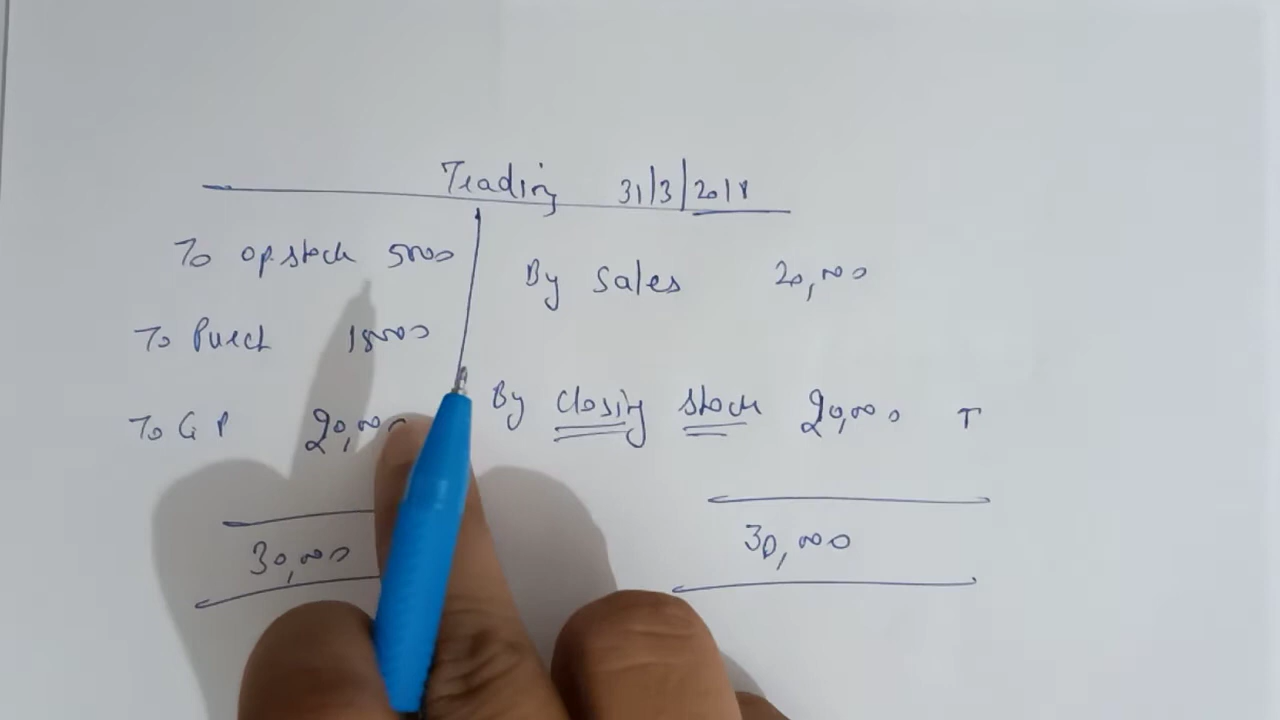 Trading 31/3/2018
To op. stock 5000
By Sales 20,000
To Purch 15000
By closing stock 20,000 T
To G P 20,000
30,000
30,000